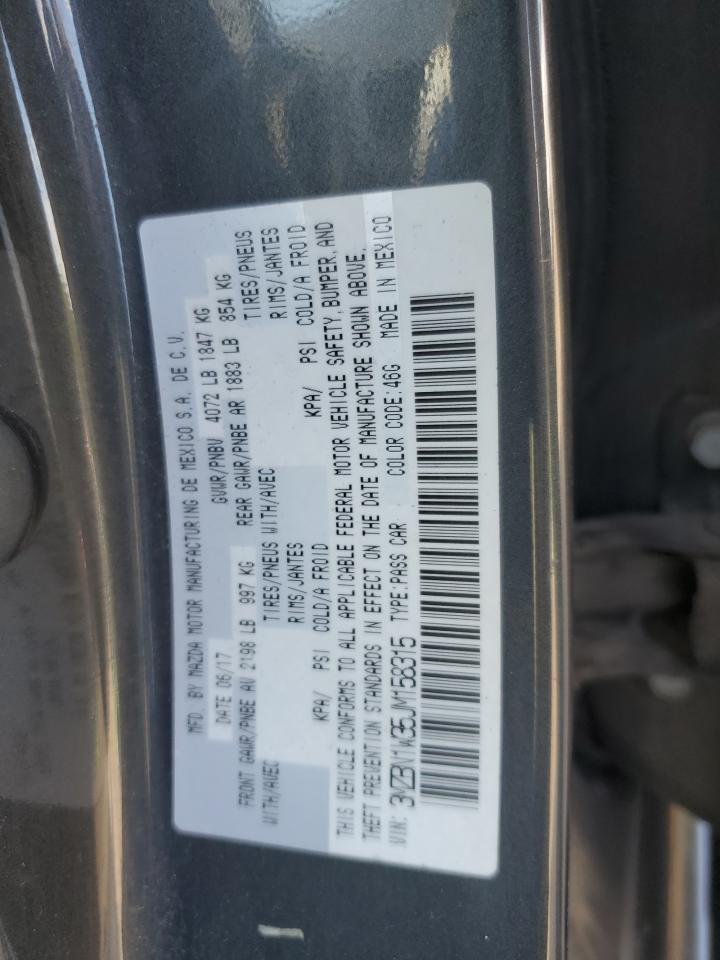 MFD. BY MAZDA MOTOR MANUFACTURING DE MEXICO S.A. DE C.V.
DATE 06/17 GVWR/PNBV 4072 LB 1847 KG
FRONT GAWR/PNBE AV 2198 LB 997 KG REAR GAWR/PNBE AR 1883 LB 854 KG
WITH/AVEC TIRES/PNEUS WITH/AVEC TIRES/PNEUS
RIMS/JANTES RIMS/JANTES
KPA/ PSI COLD/A FROID KPA/ PSI COLD/A FROID
THIS VEHICLE CONFORMS TO ALL APPLICABLE FEDERAL MOTOR VEHICLE SAFETY, BUMPER, AND
THEFT PREVENTION STANDARDS IN EFFECT ON THE DATE OF MANUFACTURE SHOWN ABOVE.
VIN: 3MZBN1W35JM158315 TYPE:PASS CAR COLOR CODE:46G MADE IN MEXICO